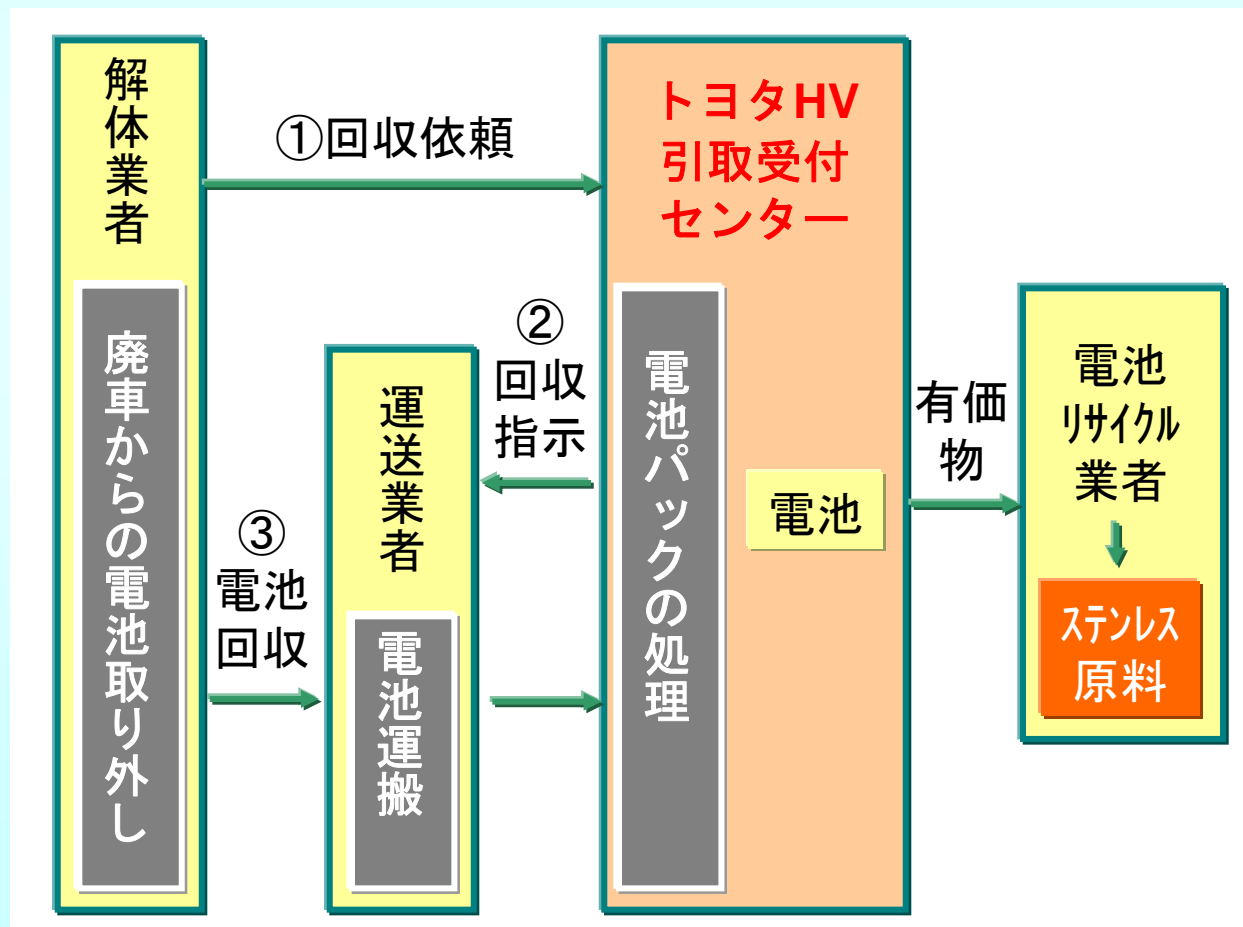 解体業者
①回収依頼
トヨタHV
引取受付
センター
廃車からの電池取り外し
運送業者
②
回収
指示
③
電池
回収
電池運搬
電池パックの処理
電池
有価
物
電池
ﾘｻｲｸﾙ
業者
ｽﾃﾝﾚｽ
原料